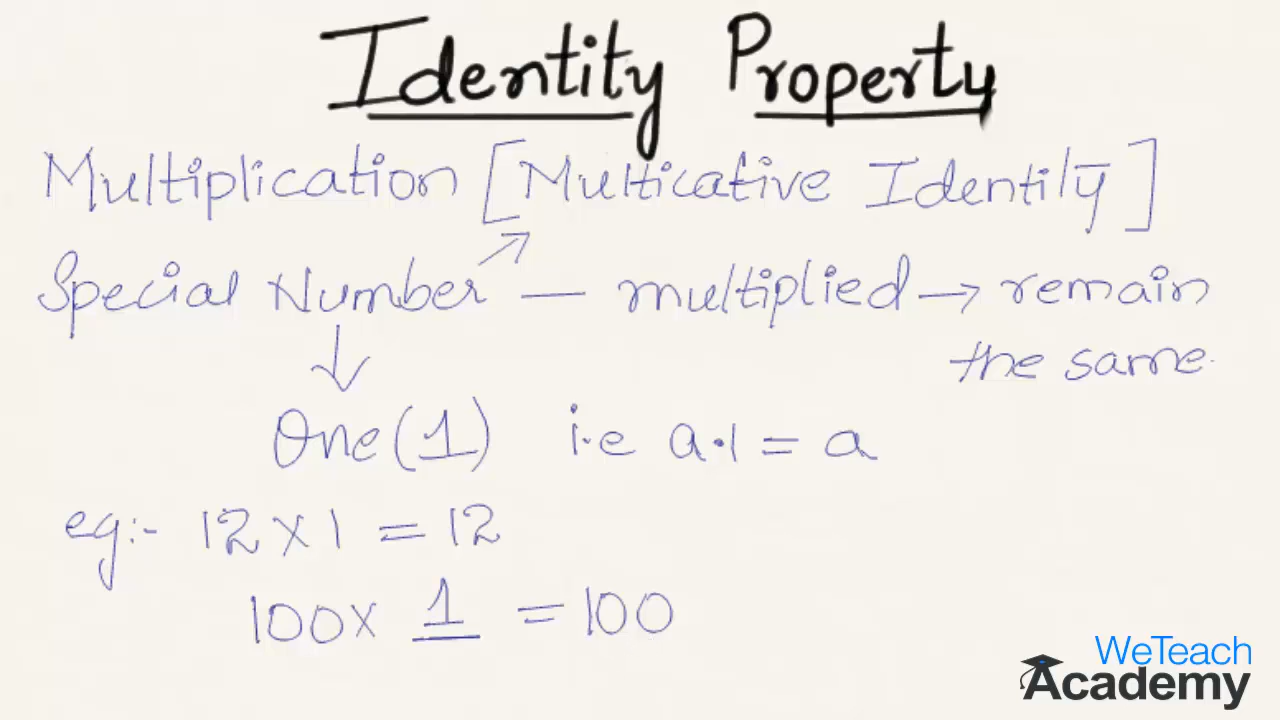 Identity Property
Multiplication [Multicative Identity]
Special Number — multiplied → remain
the same.
One (1) i.e a·1 = a
eg:- 12 × 1 = 12
100 × 1 = 100
WeTeach
Academy